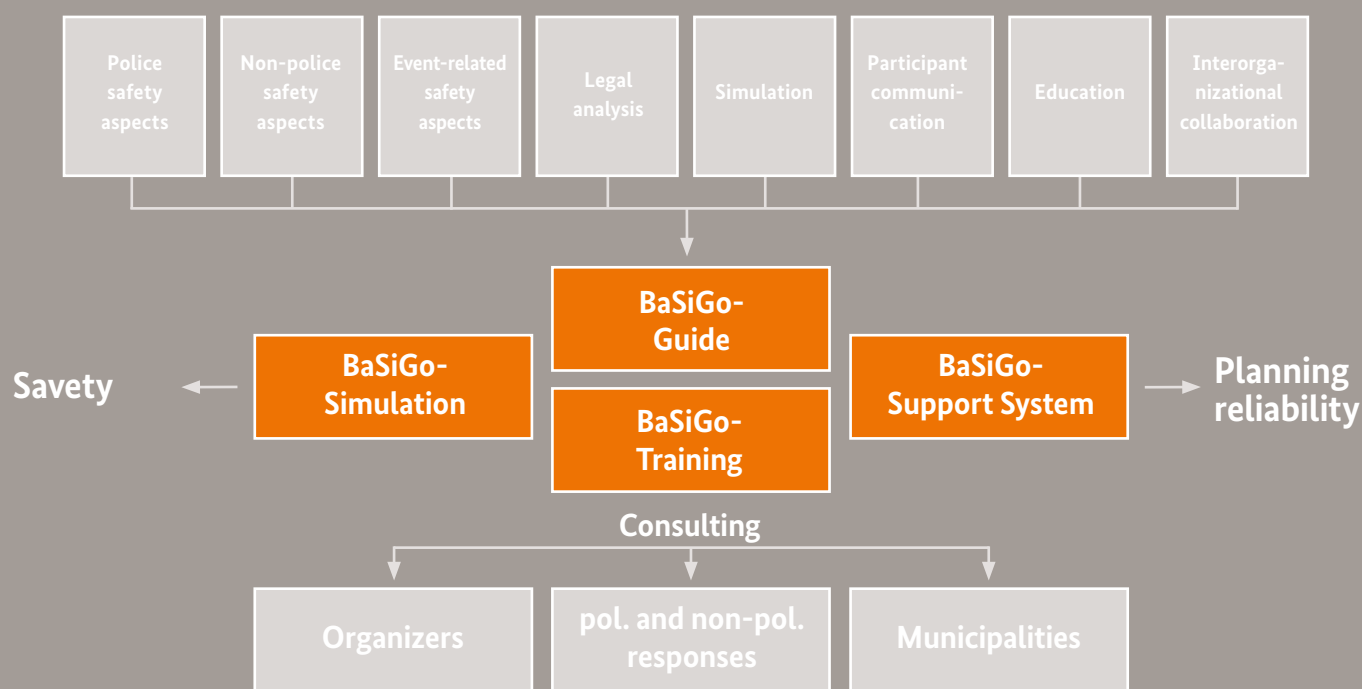 Police
safety
aspects
Non-police
safety
aspects
Event-related
safety
aspects
Legal
analysis
Simulation
Participant
communi-
cation
Education
Interorga-
nizational
collaboration
BaSiGo-
Guide
Savety
BaSiGo-
Simulation
BaSiGo-
Training
BaSiGo-
Support System
Planning
reliability
Consulting
Organizers
pol. and non-pol.
responses
Municipalities